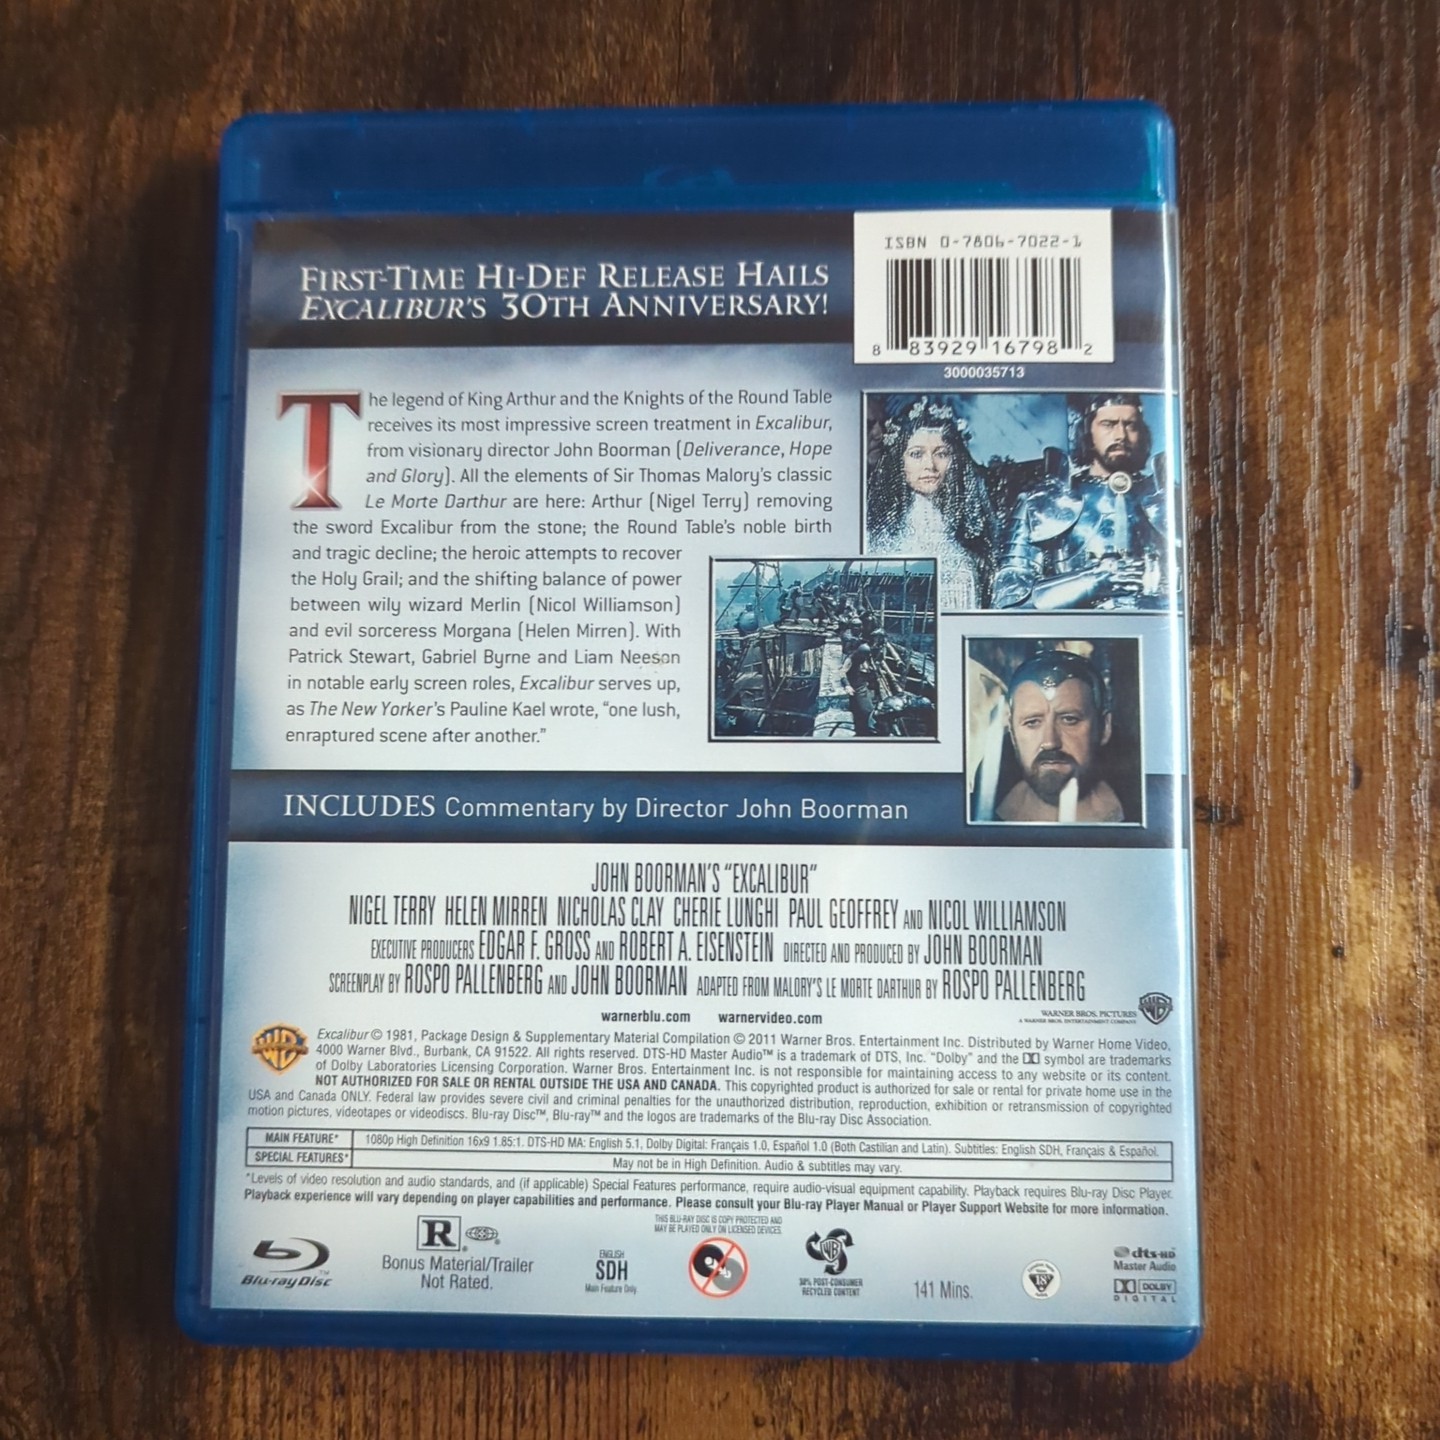 ISBN 0-7806-7022-1
FIRST-TIME HI-DEF RELEASE HAILS
EXCALIBUR'S 30TH ANNIVERSARY!
8 83929 16798 2
3000035713
The legend of King Arthur and the Knights of the Round Table
receives its most impressive screen treatment in Excalibur,
from visionary director John Boorman (Deliverance, Hope
and Glory). All the elements of Sir Thomas Malory's classic
Le Morte Darthur are here: Arthur (Nigel Terry) removing
the sword Excalibur from the stone; the Round Table's noble birth
and tragic decline; the heroic attempts to recover
the Holy Grail; and the shifting balance of power
between wily wizard Merlin (Nicol Williamson)
and evil sorceress Morgana (Helen Mirren). With
Patrick Stewart, Gabriel Byrne and Liam Neeson
in notable early screen roles, Excalibur serves up,
as The New Yorker's Pauline Kael wrote, "one lush,
enraptured scene after another."
INCLUDES Commentary by Director John Boorman
JOHN BOORMAN'S "EXCALIBUR"
NIGEL TERRY HELEN MIRREN NICHOLAS CLAY CHERIE LUNGHI PAUL GEOFFREY AND NICOL WILLIAMSON
EXECUTIVE PRODUCERS EDGAR F. GROSS AND ROBERT A. EISENSTEIN DIRECTED AND PRODUCED BY JOHN BOORMAN
SCREENPLAY BY ROSPO PALLENBERG AND JOHN BOORMAN ADAPTED FROM MALORY'S LE MORTE DARTHUR BY ROSPO PALLENBERG
warnerblu.com warnervideo.com
WARNER BROS. PICTURES
A WARNER BROS. ENTERTAINMENT COMPANY
WB
Excalibur © 1981, Package Design & Supplementary Material Compilation © 2011 Warner Bros. Entertainment Inc. Distributed by Warner Home Video,
4000 Warner Blvd., Burbank, CA 91522. All rights reserved. DTS-HD Master Audio™ is a trademark of DTS, Inc. "Dolby" and the DD symbol are trademarks
of Dolby Laboratories Licensing Corporation. Warner Bros. Entertainment Inc. is not responsible for maintaining access to any website or its content.
NOT AUTHORIZED FOR SALE OR RENTAL OUTSIDE THE USA AND CANADA. This copyrighted product is authorized for sale or rental for private home use in the
USA and Canada ONLY. Federal law provides severe civil and criminal penalties for the unauthorized distribution, reproduction, exhibition or retransmission of copyrighted
motion pictures, videotapes or videodiscs. Blu-ray Disc™, Blu-ray™ and the logos are trademarks of the Blu-ray Disc Association.
MAIN FEATURE* 1080p High Definition 16x9 1.85:1. DTS-HD MA: English 5.1, Dolby Digital: Français 1.0, Español 1.0 (Both Castilian and Latin). Subtitles: English SDH, Français & Español.
SPECIAL FEATURES* May not be in High Definition. Audio & subtitles may vary.
*Levels of video resolution and audio standards, and (if applicable) Special Features performance, require audio-visual equipment capability. Playback requires Blu-ray Disc Player.
Playback experience will vary depending on player capabilities and performance. Please consult your Blu-ray Player Manual or Player Support Website for more information.
THIS BLU-RAY DISC IS COPY PROTECTED AND
MAY BE PLAYED ONLY ON LICENSED DEVICES.
Blu-ray Disc™
R
Bonus Material/Trailer
Not Rated.
ENGLISH
SDH
Main Feature Only
WB
30% POST-CONSUMER
RECYCLED CONTENT
141 Mins.
18
dts-HD
Master Audio
DOLBY
DIGITAL